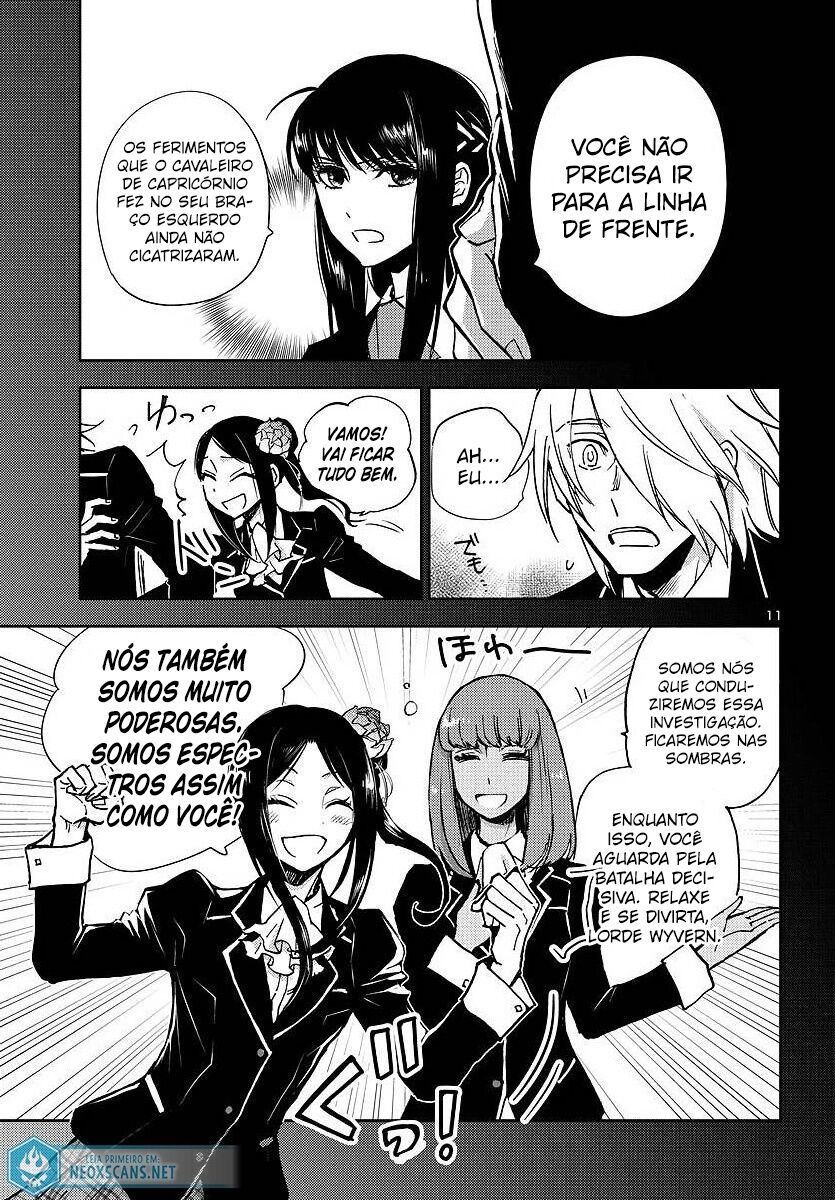 VOCÊ NÃO
PRECISA IR
PARA A LINHA
DE FRENTE.
OS FERIMENTOS
QUE O CAVALEIRO
DE CAPRICÓRNIO
FEZ NO SEU BRA-
ÇO ESQUERDO
AINDA NÃO
CICATRIZARAM.
AH...
EU...
でも
VAMOS!
VAI FICAR
TUDO BEM.
ゆわっっ
11
SOMOS NÓS
QUE CONDU-
ZIREMOS ESSA
INVESTIGAÇÃO.
FICAREMOS NAS
SOMBRAS.
ENQUANTO
ISSO, VOCÊ
AGUARDA PELA
BATALHA DECI-
SIVA. RELAXE
E SE DIVIRTA,
LORDE WYVERN.
ほわー
NÓS TAMBÉM
SOMOS MUITO
PODEROSAS.
SOMOS ESPEC-
TROS ASSIM
COMO VOCÊ!
ぐっ!
LEIA PRIMEIRO EM:
NEOXSCANS.NET